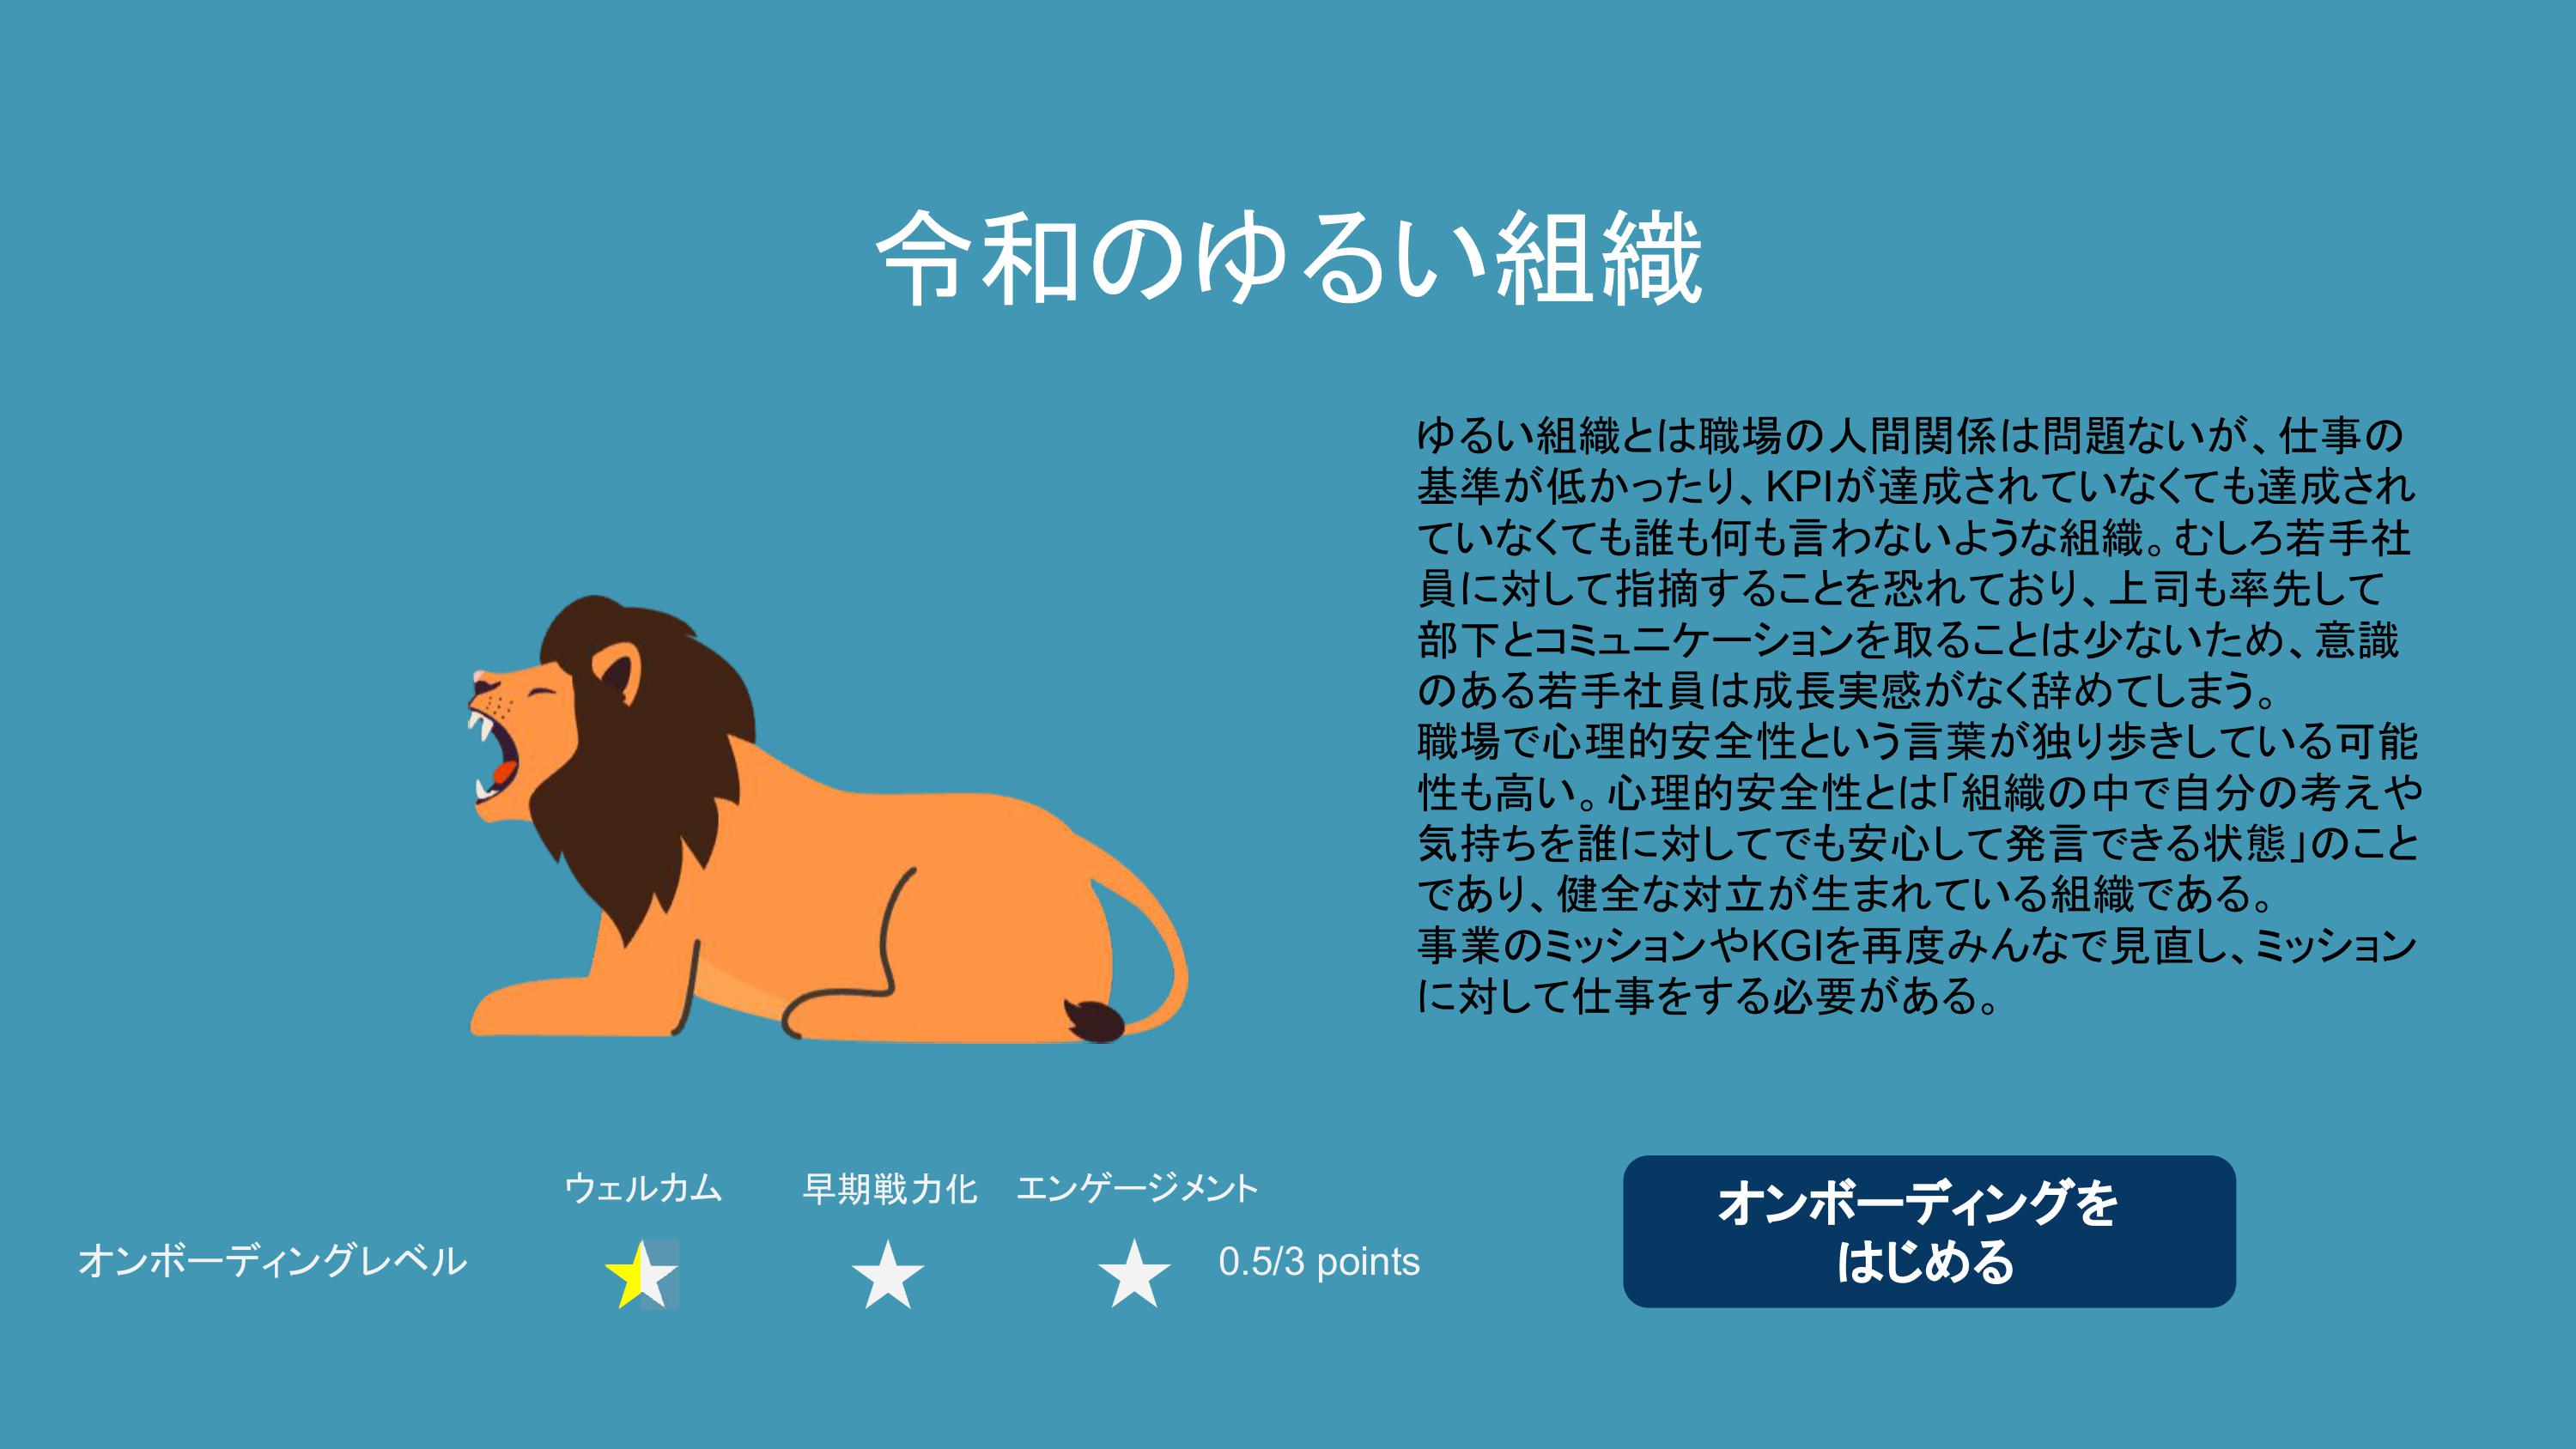 令和のゆるい組織
ゆるい組織とは職場の人間関係は問題ないが、仕事の
基準が低かったり、KPIが達成されていなくても達成され
ていなくても誰も何も言わないような組織。むしろ若手社
員に対して指摘することを恐れており、上司も率先して
部下とコミュニケーションを取ることは少ないため、意識
のある若手社員は成長実感がなく辞めてしまう。
職場で心理的安全性という言葉が独り歩きしている可能
性も高い。心理的安全性とは「組織の中で自分の考えや
気持ちを誰に対してでも安心して発言できる状態」のこと
であり、健全な対立が生まれている組織である。
事業のミッションやKGIを再度みんなで見直し、ミッション
に対して仕事をする必要がある。
ウェルカム 早期戦力化 エンゲージメント
オンボーディングレベル 0.5/3 points
オンボーディングを
はじめる